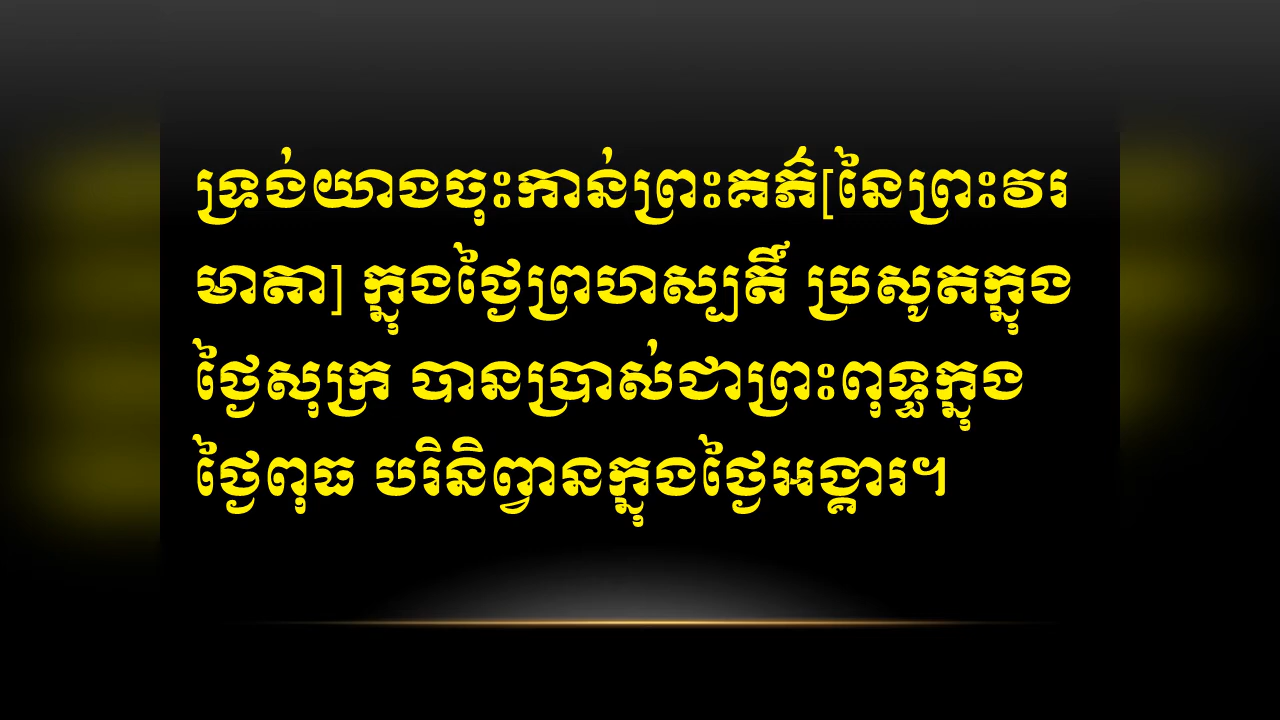 ទ្រង់យាងចុះកាន់ព្រះគភ៌[នៃព្រះវរ
មាតា] ក្នុងថ្ងៃព្រហស្បតិ៍ ប្រសូតក្នុង
ថ្ងៃសុក្រ បានប្រាស់ជាព្រះពុទ្ធក្នុង
ថ្ងៃពុធ បរិនិព្វានក្នុងថ្ងៃអង្គារ។